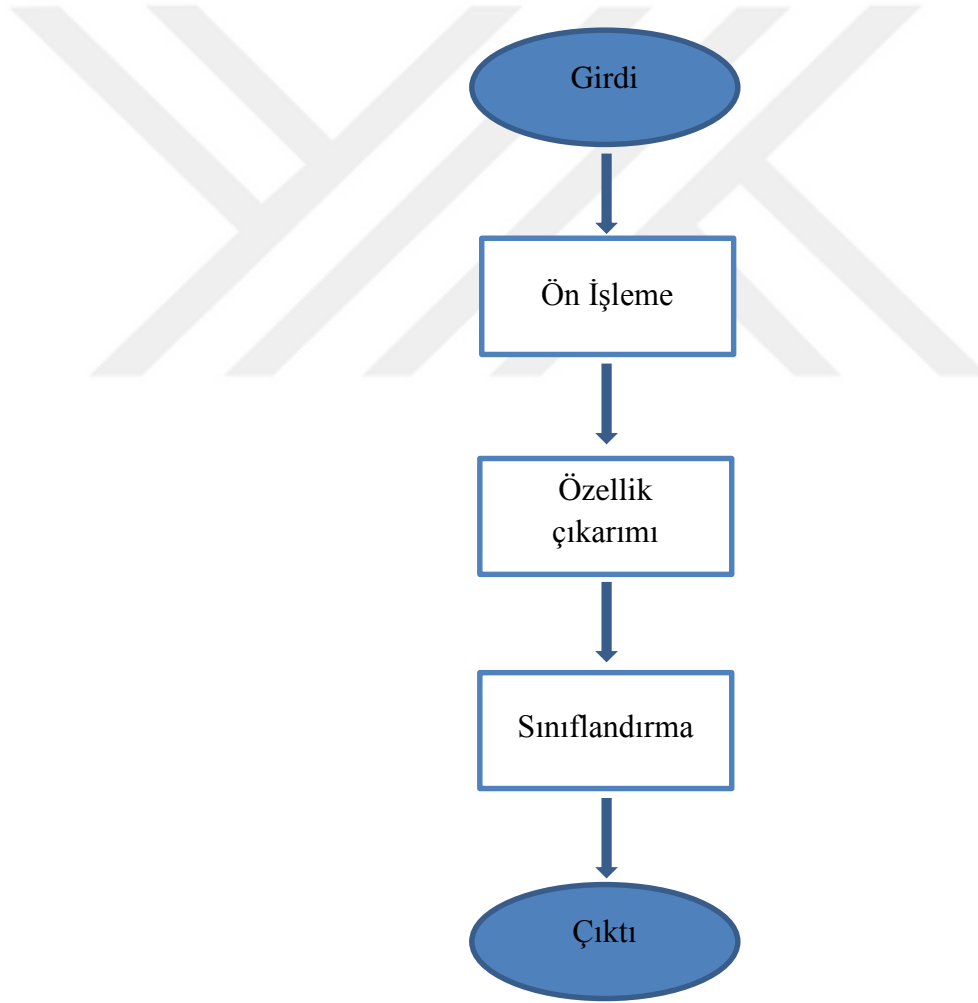 Girdi
Ön İşleme
Özellik
çıkarımı
Sınıflandırma
Çıktı